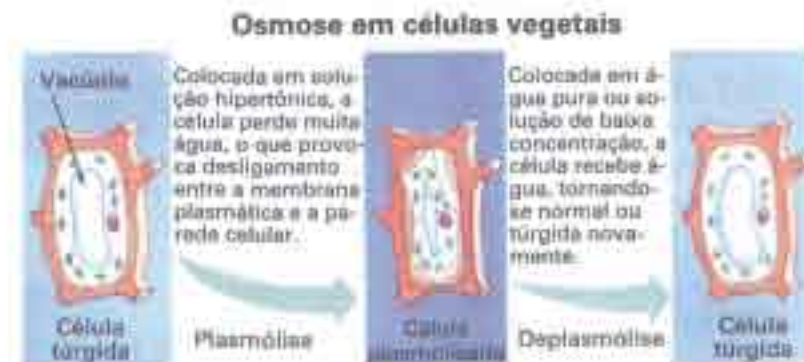 Osmose em células vegetais
Vacúolo
Colocada em solu-
ção hipertônica, a
célula perde muita
água, o que provo-
ca desligamento
entre a membrana
plasmática e a pa-
rede celular.
Colocada em á-
gua pura ou so-
lução de baixa
concentração, a
célula recebe á-
gua, tornando-
se normal ou
túrgida nova-
mente.
Célula
túrgida
Plasmólise
Célula
plasmolisada
Deplasmólise
Célula
túrgida